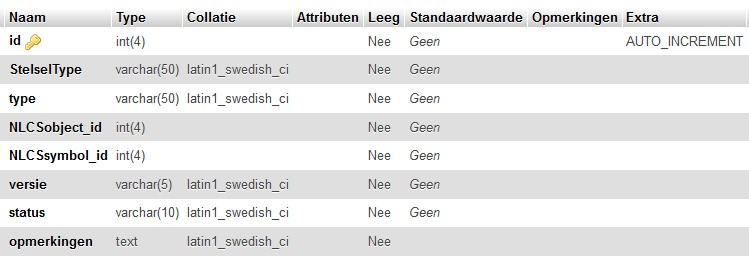 Naam Type Collatie Attributen Leeg Standaardwaarde Opmerkingen Extra
id int(4) Nee Geen AUTO_INCREMENT
StelselType varchar(50) latin1_swedish_ci Nee Geen
type varchar(50) latin1_swedish_ci Nee Geen
NLCSobject_id int(4) Nee Geen
NLCSsymbol_id int(4) Nee Geen
versie varchar(5) latin1_swedish_ci Nee Geen
status varchar(10) latin1_swedish_ci Nee Geen
opmerkingen text latin1_swedish_ci Nee